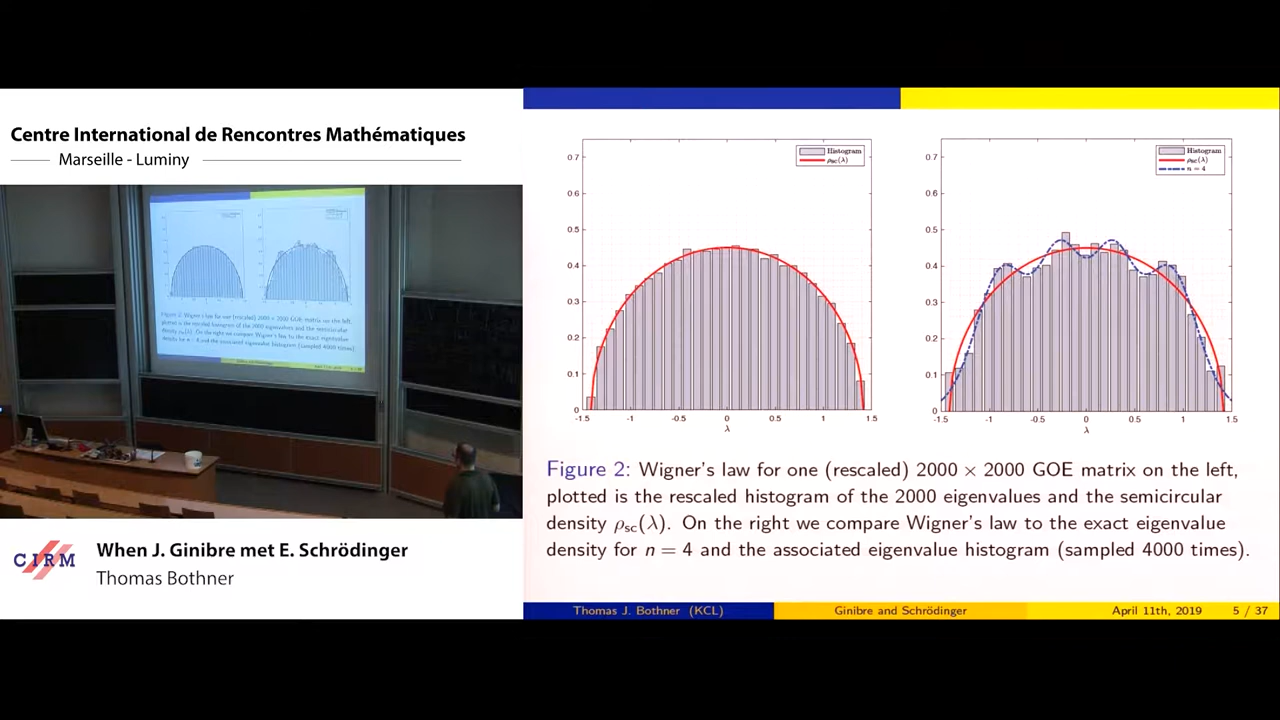 Centre International de Rencontres Mathématiques
Marseille - Luminy
CIRM
When J. Ginibre met E. Schrödinger
Thomas Bothner
Histogram
ρsc(λ)
0.7
0.6
0.5
0.4
0.3
0.2
0.1
0
-1.5 -1 -0.5 0 0.5 1 1.5
λ
Histogram
ρsc(λ)
n = 4
0.7
0.6
0.5
0.4
0.3
0.2
0.1
0
-1.5 -1 -0.5 0 0.5 1 1.5
λ
Figure 2: Wigner's law for one (rescaled) 2000 × 2000 GOE matrix on the left,
plotted is the rescaled histogram of the 2000 eigenvalues and the semicircular
density ρsc(λ). On the right we compare Wigner's law to the exact eigenvalue
density for n = 4 and the associated eigenvalue histogram (sampled 4000 times).
Thomas J. Bothner (KCL) Ginibre and Schrödinger April 11th, 2019 5 / 37